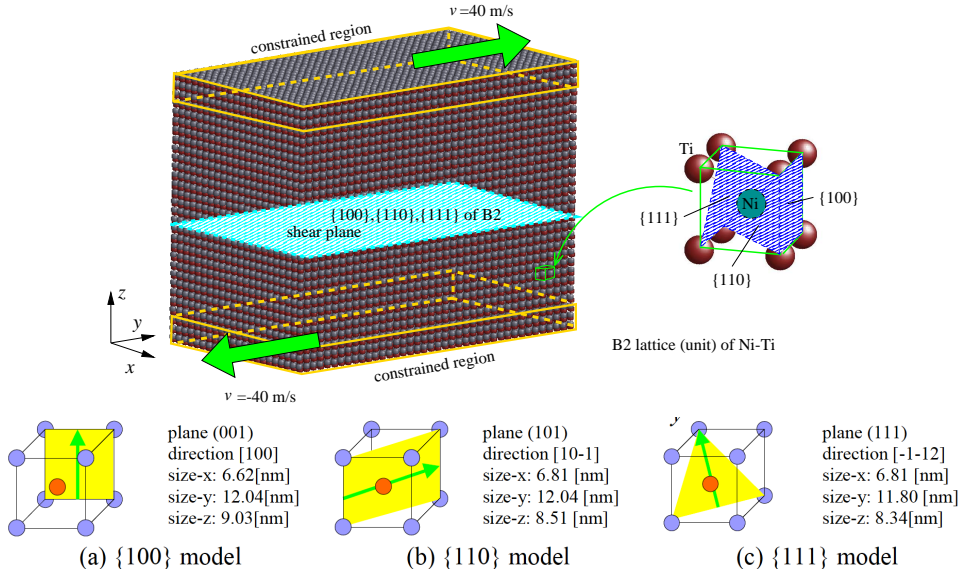 v=40 m/s
constrained region
Ti
Ni
{100}
{111}
{110}
{100},{110},{111} of B2
shear plane
z
y
x
B2 lattice (unit) of Ni-Ti
constrained region
v=-40 m/s
plane (001)
direction [100]
size-x: 6.62[nm]
size-y: 12.04[nm]
size-z: 9.03[nm]
(a) {100} model
plane (101)
direction [10-1]
size-x: 6.81 [nm]
size-y: 12.04 [nm]
size-z: 8.51 [nm]
(b) {110} model
y
plane (111)
direction [-1-12]
size-x: 6.81 [nm]
size-y: 11.80 [nm]
size-z: 8.34[nm]
(c) {111} model